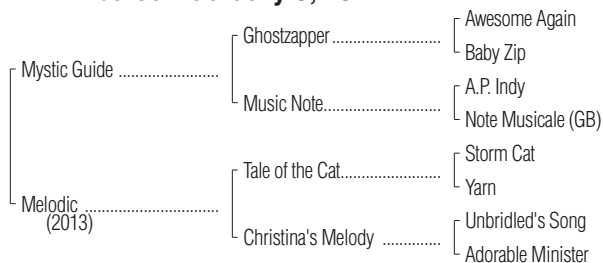 Awesome Again
Ghostzapper
Baby Zip
Mystic Guide
A.P. Indy
Music Note
Note Musicale (GB)
Storm Cat
Tale of the Cat
Yarn
Melodic
(2013)
Unbridled's Song
Christina's Melody
Adorable Minister